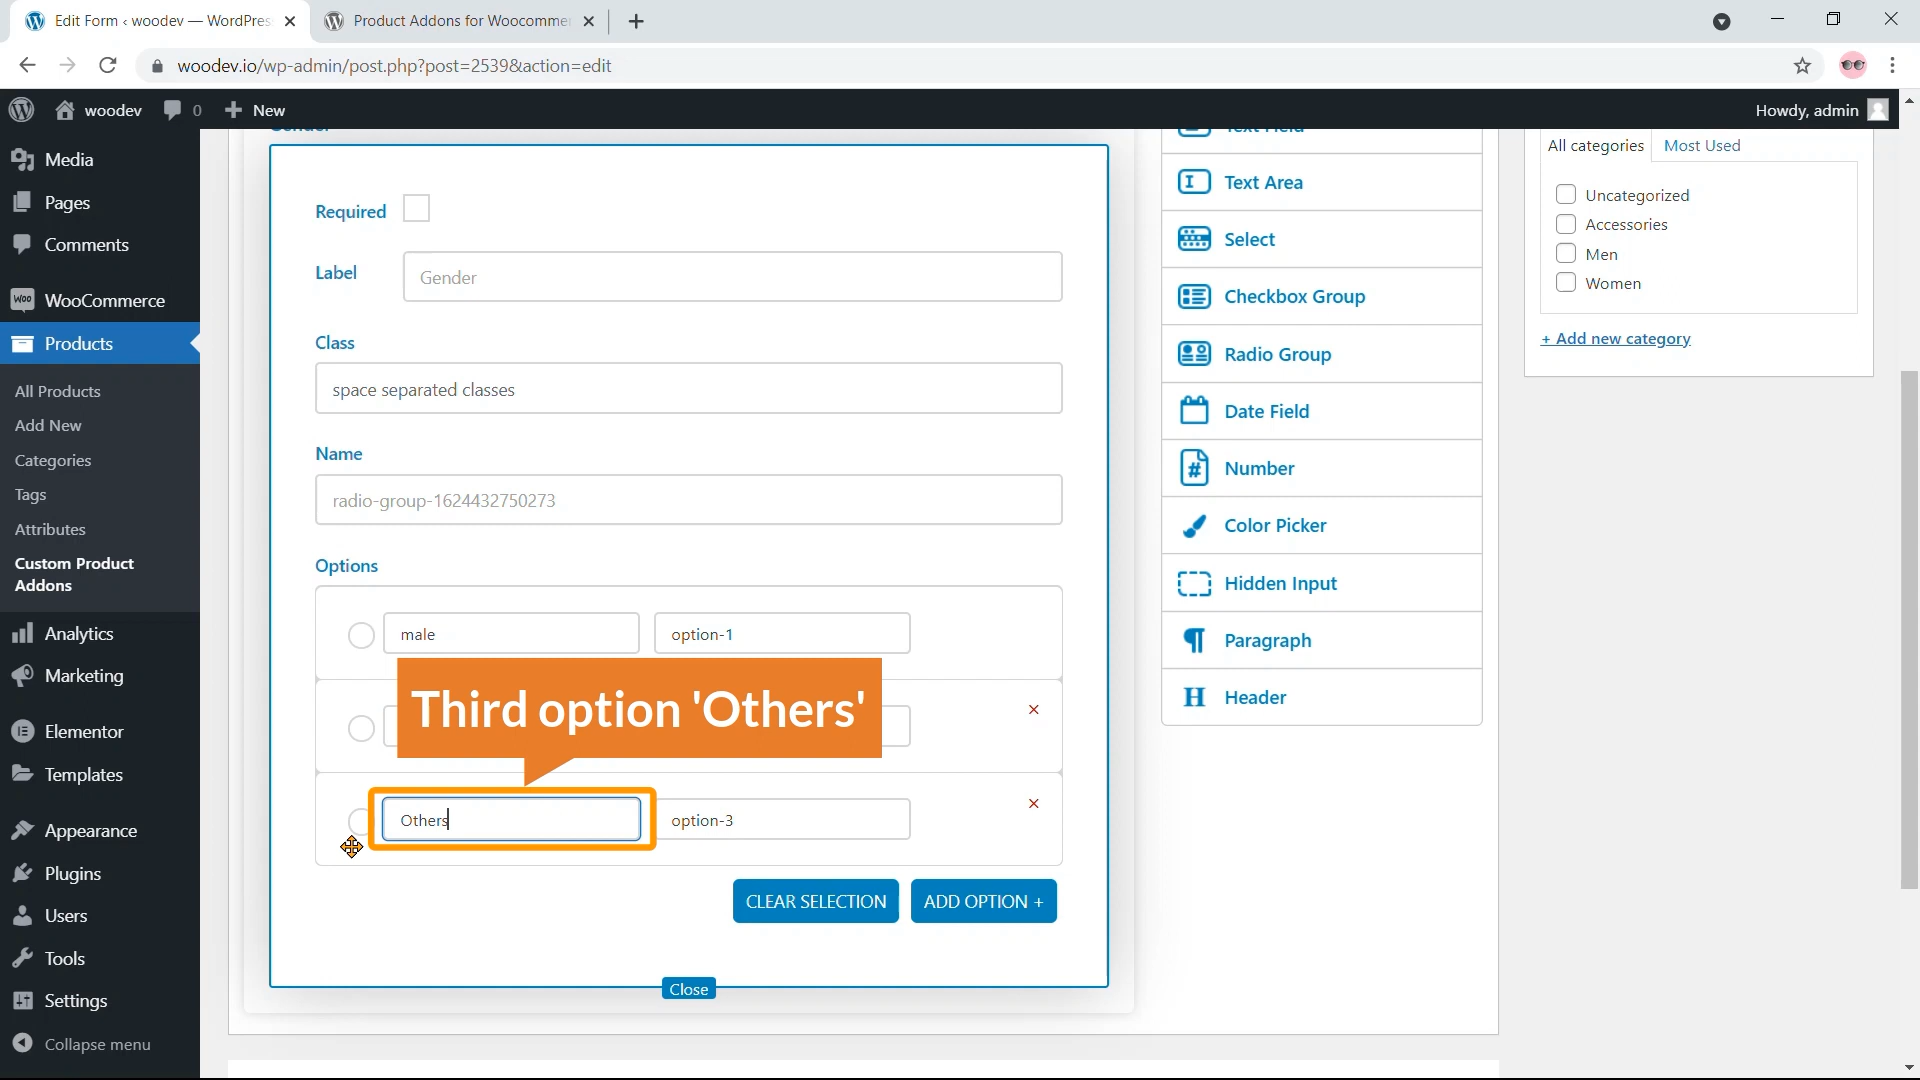 Edit Form ‹ woodev — WordPres
Product Addons for Woocomme
woodev.io/wp-admin/post.php?post=2539&action=edit
woodev
0
New
Howdy, admin
Media
Pages
Comments
WooCommerce
Products
All Products
Add New
Categories
Tags
Attributes
Custom Product
Addons
Analytics
Marketing
Elementor
Templates
Appearance
Plugins
Users
Tools
Settings
Collapse menu
Gender
Required
Label
Gender
Class
space separated classes
Name
radio-group-1624432750273
Options
male
option-1
Third option 'Others'
Others
option-3
CLEAR SELECTION
ADD OPTION +
Close
Text Field
Text Area
Select
Checkbox Group
Radio Group
Date Field
Number
Color Picker
Hidden Input
Paragraph
Header
All categories
Most Used
Uncategorized
Accessories
Men
Women
+ Add new category